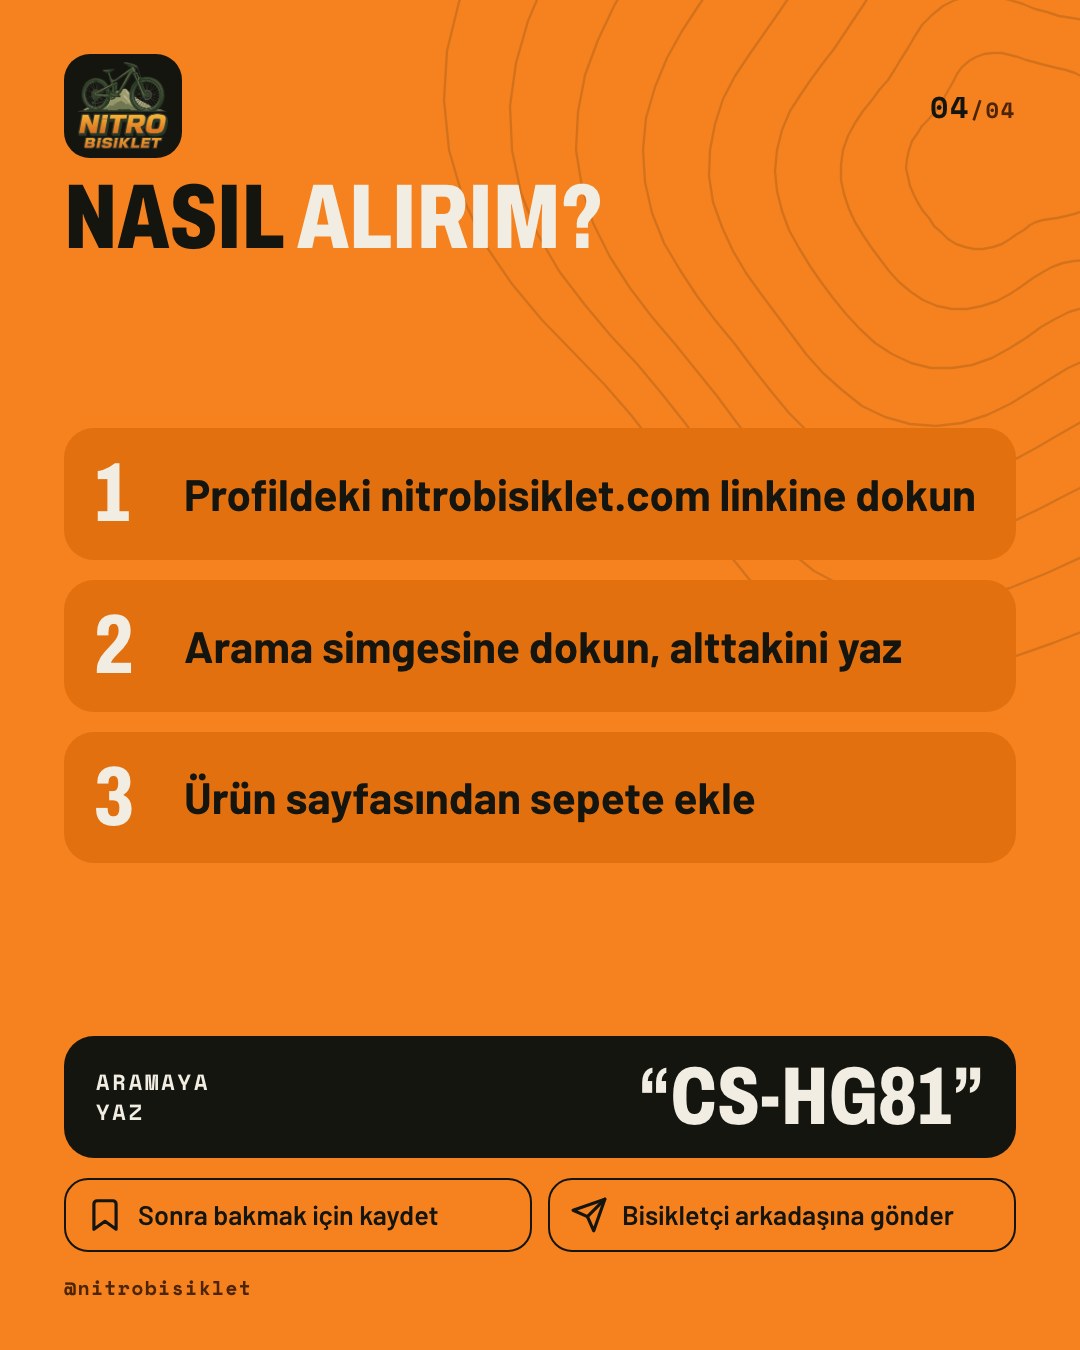 NITRO
BISIKLET
04/04
NASIL ALIRIM?
1 Profildeki nitrobisiklet.com linkine dokun
2 Arama simgesine dokun, alttakini yaz
3 Ürün sayfasından sepete ekle
ARAMAYA
YAZ
“CS-HG81”
Sonra bakmak için kaydet
Bisikletçi arkadaşına gönder
@nitrobisiklet